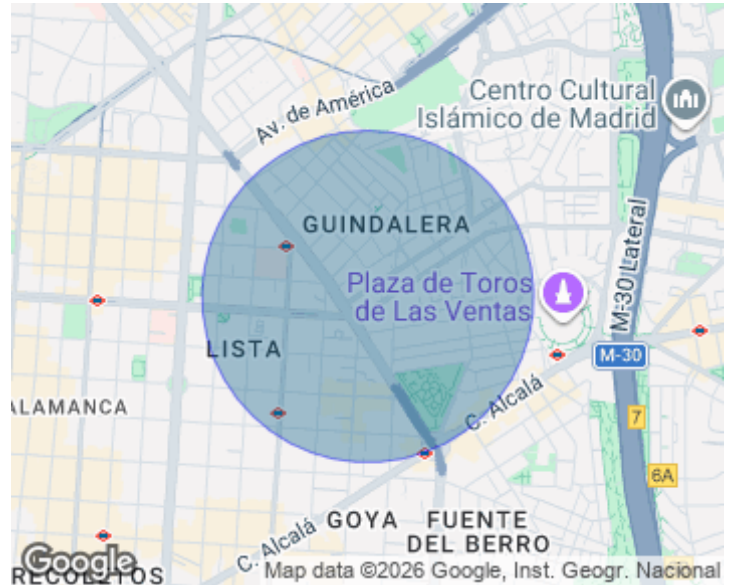 Centro Cultural
Islámico de Madrid
Av. de América
GUINDALERA
M-30 Lateral
Plaza de Toros
de Las Ventas
LISTA
M-30
ALAMANCA
C. Alcalá
7
6A
GOYA
FUENTE
DEL BERRO
C. Alcalá
Google
RECOLETOS
Map data ©2026 Google, Inst. Geogr. Nacional